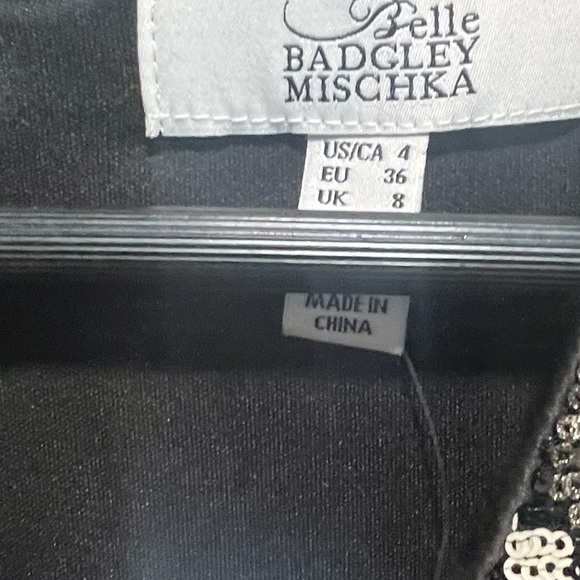 Belle
BADGLEY
MISCHKA
US/CA 4
EU 36
UK 8
MADE IN
CHINA